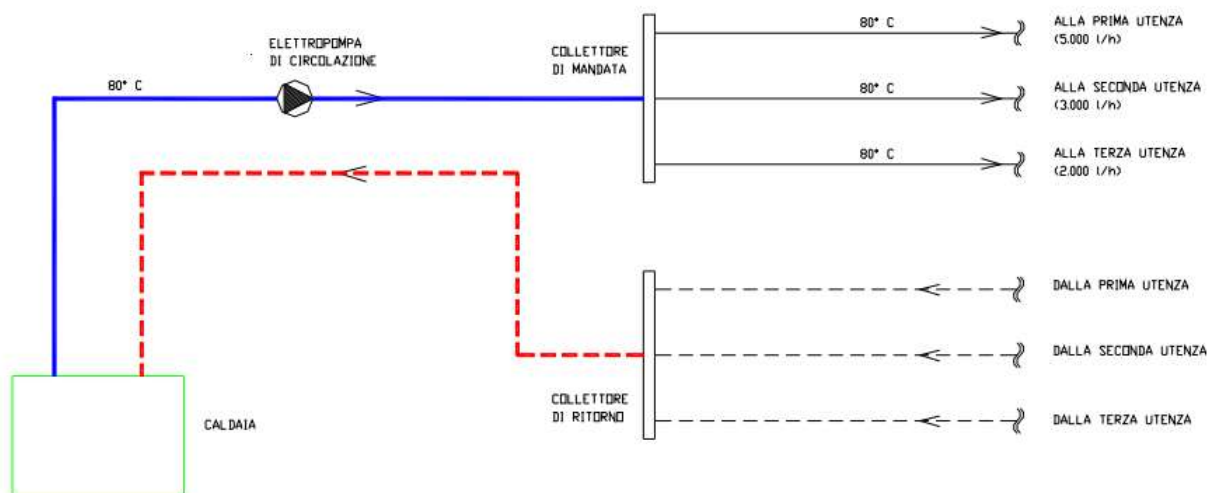 80° C
ALLA PRIMA UTENZA
(5.000 l/h)
ELETTROPOMPA
DI CIRCOLAZIONE
COLLETTORE
DI MANDATA
80° C
80° C
ALLA SECONDA UTENZA
(3.000 l/h)
80° C
ALLA TERZA UTENZA
(2.000 l/h)
DALLA PRIMA UTENZA
DALLA SECONDA UTENZA
COLLETTORE
DI RITORNO
CALDAIA
DALLA TERZA UTENZA